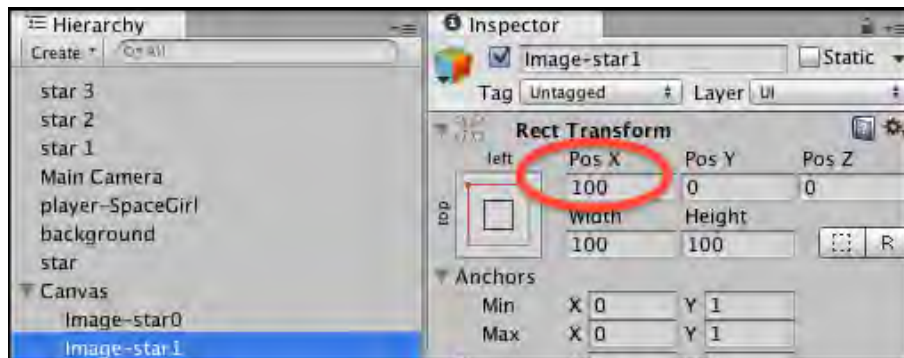 Hierarchy
Create
All
star 3
star 2
star 1
Main Camera
player-SpaceGirl
background
star
Canvas
Image-star0
Image-star1
Inspector
Image-star1
Static
Tag Untagged Layer UI
Rect Transform
left Pos X Pos Y Pos Z
100 0 0
top
Width Height
100 100
R
Anchors
Min X 0 Y 1
Max X 0 Y 1